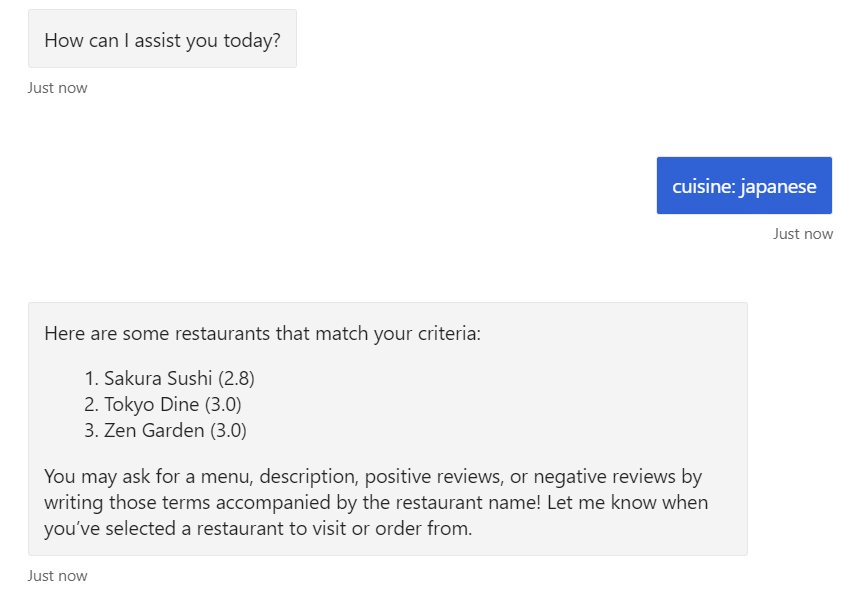 How can I assist you today?
Just now
cuisine: japanese
Just now
Here are some restaurants that match your criteria:
1. Sakura Sushi (2.8)
2. Tokyo Dine (3.0)
3. Zen Garden (3.0)
You may ask for a menu, description, positive reviews, or negative reviews by
writing those terms accompanied by the restaurant name! Let me know when
you’ve selected a restaurant to visit or order from.
Just now